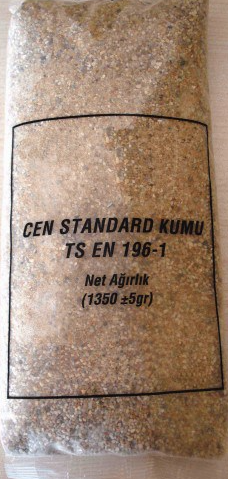 CEN STANDARD KUMU
TS EN 196-1
Net Ağırlık
(1350 ±5gr)